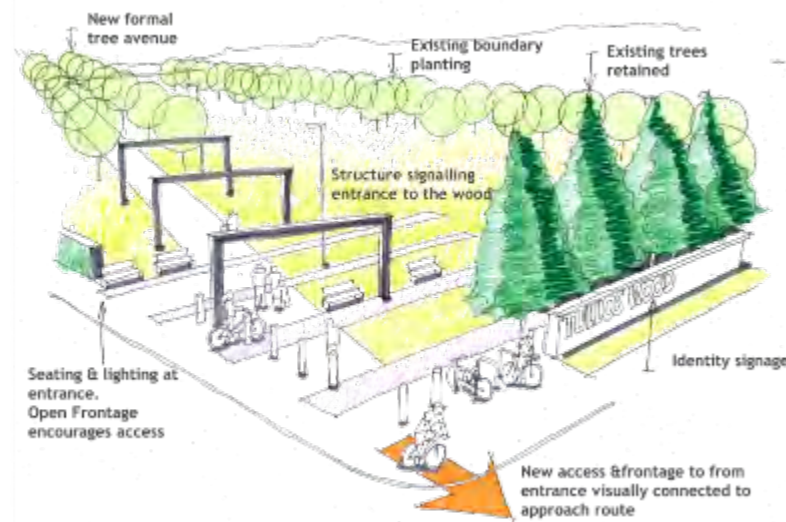 New formal
tree avenue
Existing boundary
planting
Existing trees
retained
Structure signalling
entrance to the wood
WOOD
Identity signage
Seating & lighting at
entrance.
Open Frontage
encourages access
New access &frontage to from
entrance visually connected to
approach route